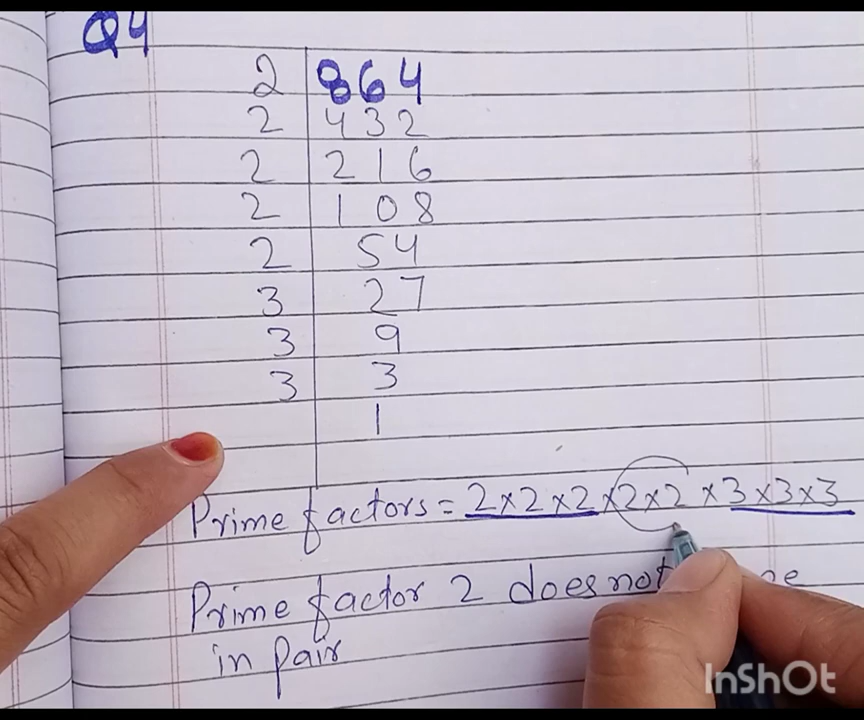 Q4
2 864
2 432
2 216
2 108
2 54
3 27
3 9
3 3
1
Prime factors = 2×2×2×2×2×3×3×3
Prime factor 2 does not
in pair
InShOt